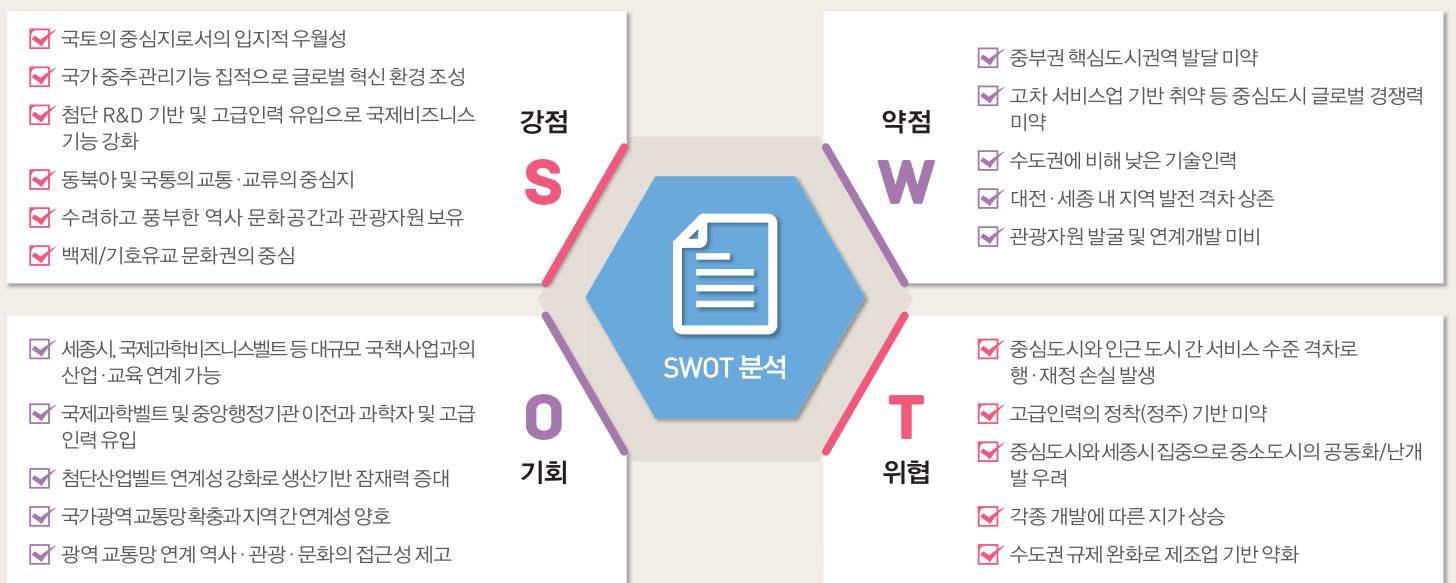 국토의 중심지로서의 입지적 우월성
국가 중추관리기능 집적으로 글로벌 혁신 환경 조성
첨단 R&D 기반 및 고급인력 유입으로 국제비즈니스
기능 강화
동북아 및 국통의 교통·교류의 중심지
수려하고 풍부한 역사 문화공간과 관광자원 보유
백제/기호유교 문화권의 중심
강점
S
약점
W
중부권 핵심도시권역 발달 미약
고차 서비스업 기반 취약 등 중심도시 글로벌 경쟁력
미약
수도권에 비해 낮은 기술인력
대전·세종 내 지역 발전 격차 상존
관광자원 발굴 및 연계개발 미비
SWOT 분석
세종시, 국제과학비즈니스벨트 등 대규모 국책사업과의
산업·교육 연계 가능
국제과학벨트 및 중앙행정기관 이전과 과학자 및 고급
인력 유입
첨단산업벨트 연계성 강화로 생산기반 잠재력 증대
국가광역교통망 확충과 지역 간 연계성 양호
광역 교통망 연계 역사·관광·문화의 접근성 제고
O
기회
T
위협
중심도시와 인근 도시 간 서비스 수준 격차로
행·재정 손실 발생
고급인력의 정착(정주) 기반 미약
중심도시와 세종시 집중으로 중소도시의 공동화/난개
발 우려
각종 개발에 따른 지가 상승
수도권 규제 완화로 제조업 기반 약화